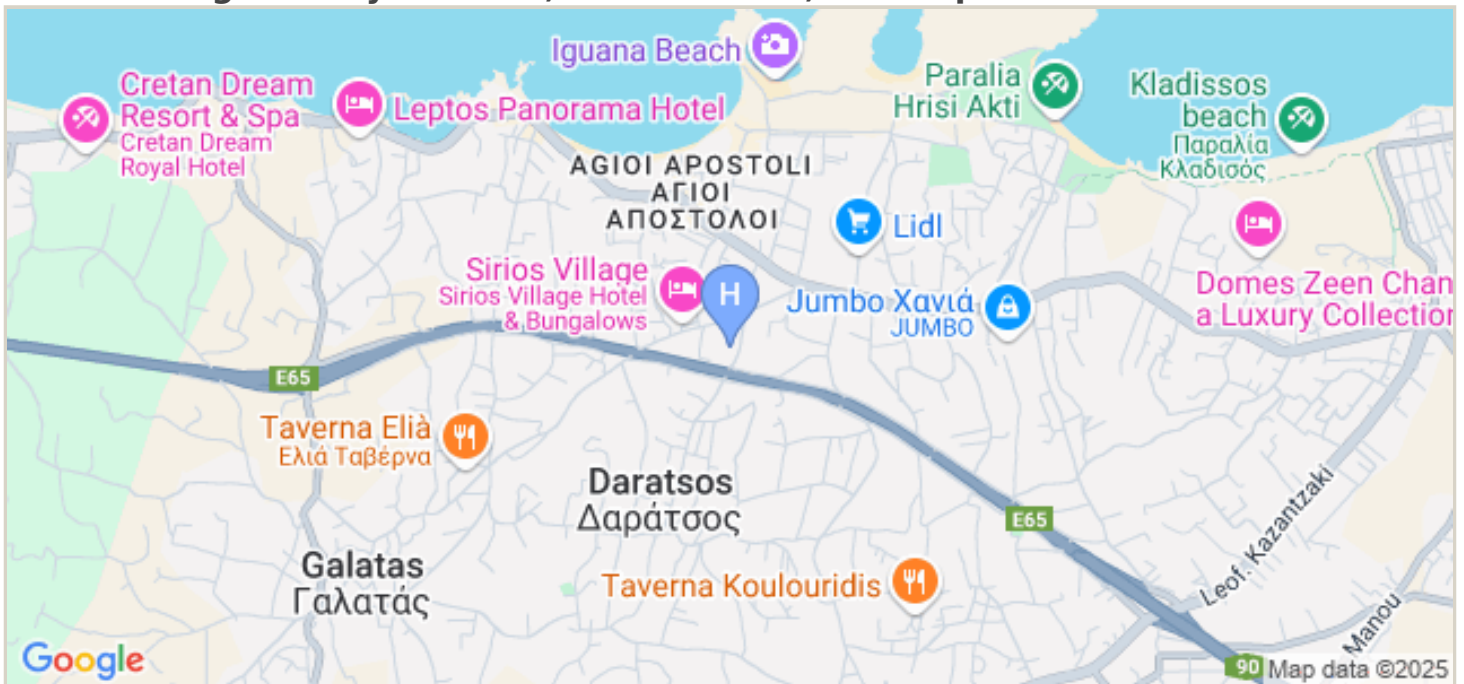 Iguana Beach
Cretan Dream
Resort & Spa
Cretan Dream
Royal Hotel
Leptos Panorama Hotel
Paralia
Hrisi Akti
Kladissos
beach
Παραλία
Κλαδισός
AGIOI APOSTOLI
ΑΓΙΟΙ
ΑΠΟΣΤΟΛΟΙ
Lidl
Sirios Village
Sirios Village Hotel
& Bungalows
H
Jumbo Χανιά
JUMBO
Domes Zeen Chan
a Luxury Collection
E65
Taverna Elià
Ελιά Ταβέρνα
Daratsos
Δαράτσος
E65
Leof. Kazantzaki
Galatas
Γαλατάς
Taverna Koulouridis
Manou
Google
90
Map data ©2025